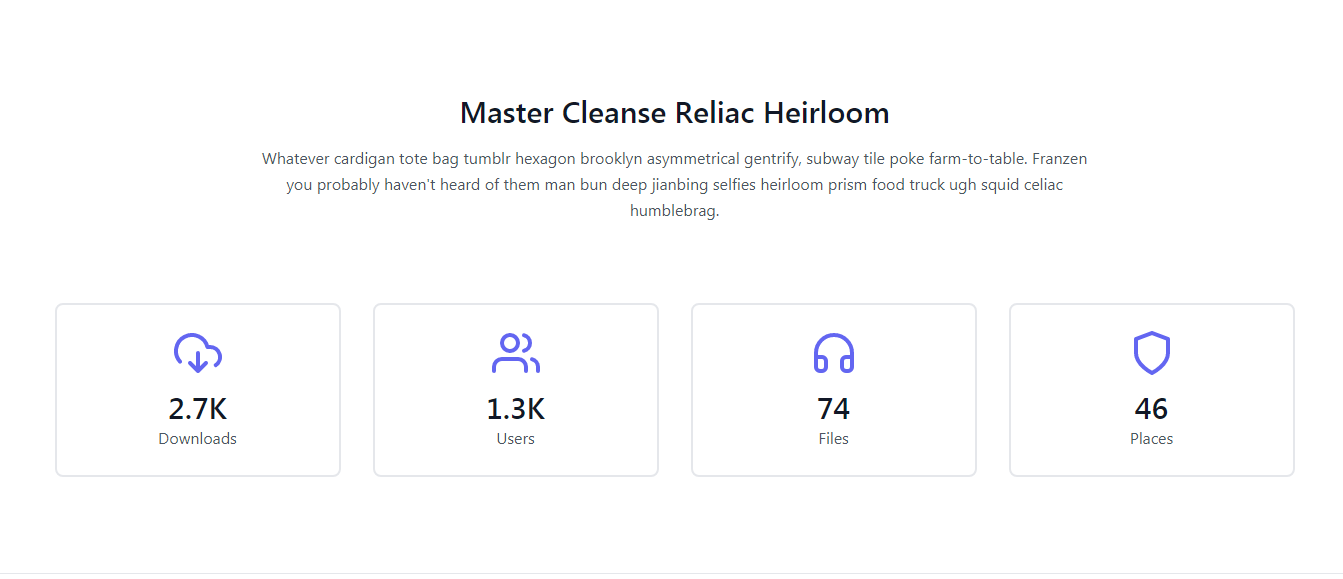 Master Cleanse Reliac Heirloom
Whatever cardigan tote bag tumblr hexagon brooklyn asymmetrical gentrify, subway tile poke farm-to-table. Franzen
you probably haven't heard of them man bun deep jianbing selfies heirloom prism food truck ugh squid celiac
humblebrag.
2.7K
Downloads
1.3K
Users
74
Files
46
Places